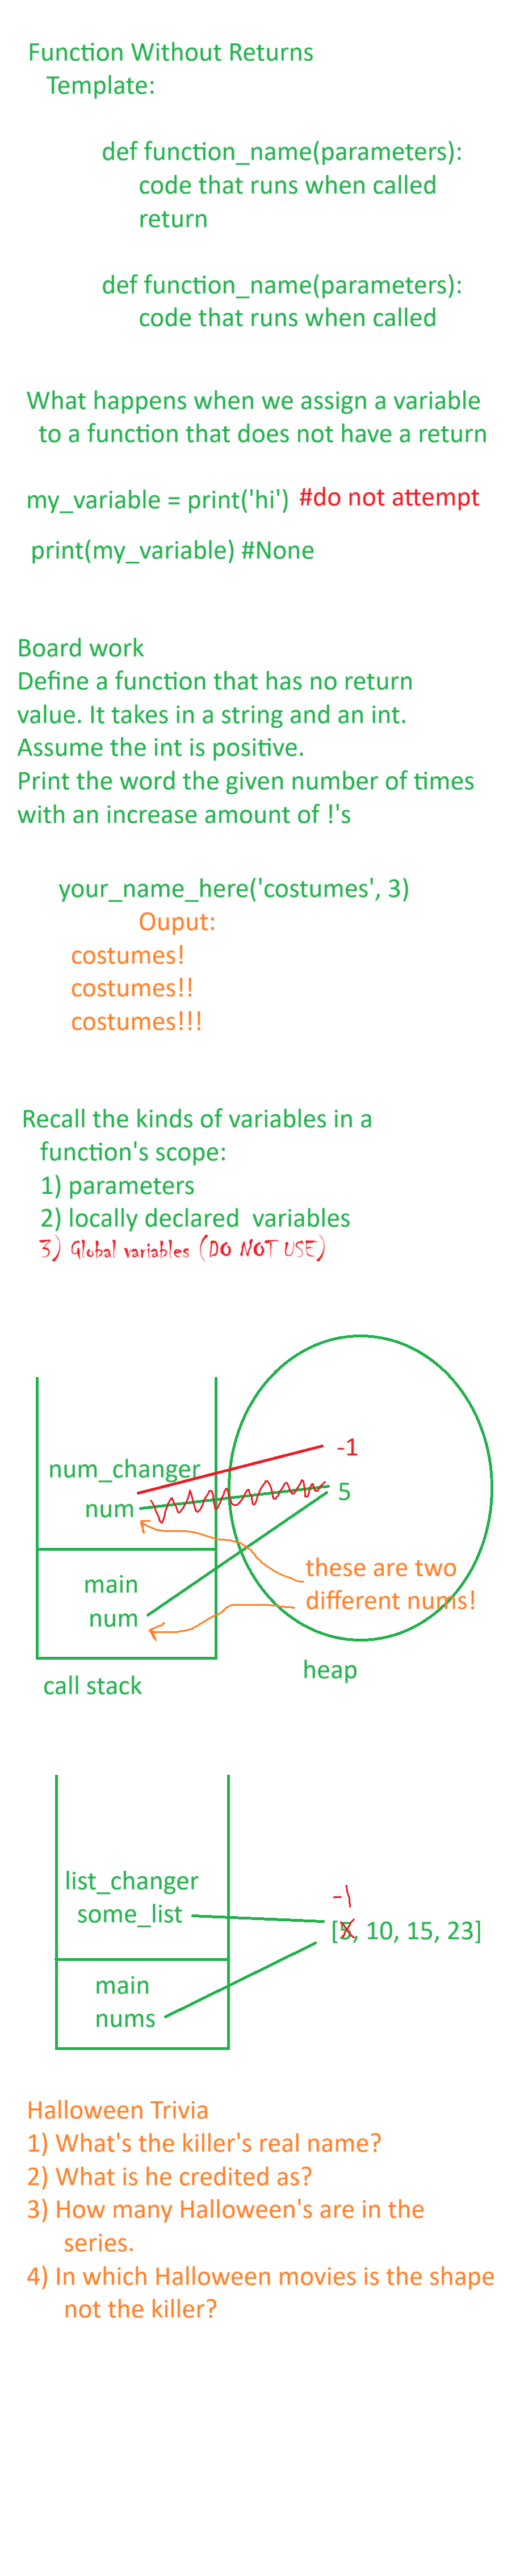 Function Without Returns
Template:
def function_name(parameters):
code that runs when called
return
def function_name(parameters):
code that runs when called
What happens when we assign a variable
to a function that does not have a return
my_variable = print('hi') #do not attempt
print(my_variable) #None
Board work
Define a function that has no return
value. It takes in a string and an int.
Assume the int is positive.
Print the word the given number of times
with an increase amount of !'s
your_name_here('costumes', 3)
Ouput:
costumes!
costumes!!
costumes!!!
Recall the kinds of variables in a
function's scope:
1) parameters
2) locally declared variables
3) Global variables (DO NOT USE)
-1
num_changer
5
num
these are two
different nums!
main
num
heap
call stack
list_changer
some_list
-1
[5, 10, 15, 23]
main
nums
Halloween Trivia
1) What's the killer's real name?
2) What is he credited as?
3) How many Halloween's are in the
series.
4) In which Halloween movies is the shape
not the killer?